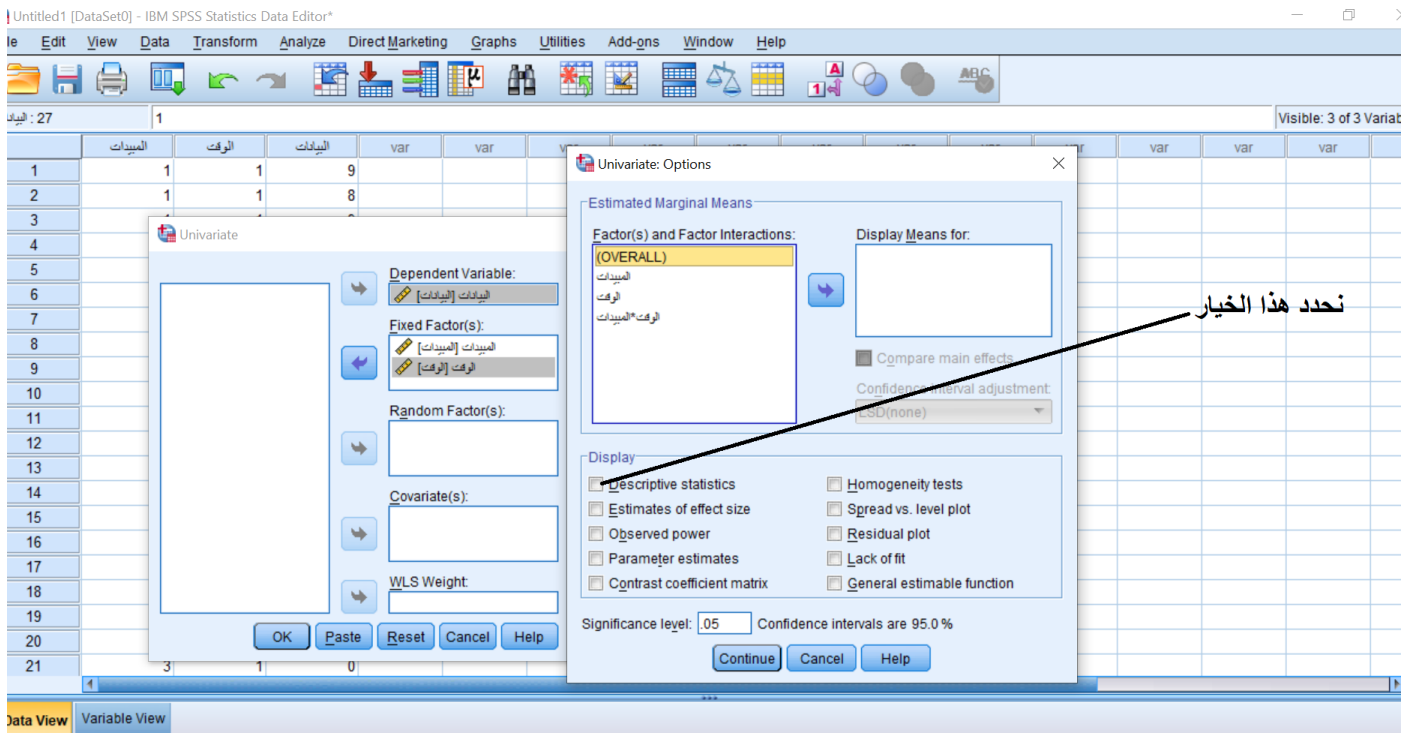 Untitled1 [DataSet0] - IBM SPSS Statistics Data Editor*
le Edit View Data Transform Analyze Direct Marketing Graphs Utilities Add-ons Window Help
27 : البيانات 1 Visible: 3 of 3 Variab
المبيدات الوقت البيانات var var var var var var var
1 1 1 9
2 1 1 8
3
4
5
6
7
8
9
10
11
12
13
14
15
16
17
18
19
20
21 3 1 0
Univariate
Dependent Variable:
البيانات [البيانات]
Fixed Factor(s):
المبيدات [المبيدات]
الوقت [الوقت]
Random Factor(s):
Covariate(s):
WLS Weight:
OK Paste Reset Cancel Help
Univariate: Options
Estimated Marginal Means
Factor(s) and Factor Interactions: Display Means for:
(OVERALL)
المبيدات
الوقت
الوقت*المبيدات
Compare main effects
Confidence interval adjustment:
LSD(none)
نحدد هذا الخيار
Display
Descriptive statistics Homogeneity tests
Estimates of effect size Spread vs. level plot
Observed power Residual plot
Parameter estimates Lack of fit
Contrast coefficient matrix General estimable function
Significance level: .05 Confidence intervals are 95.0 %
Continue Cancel Help
Data View Variable View